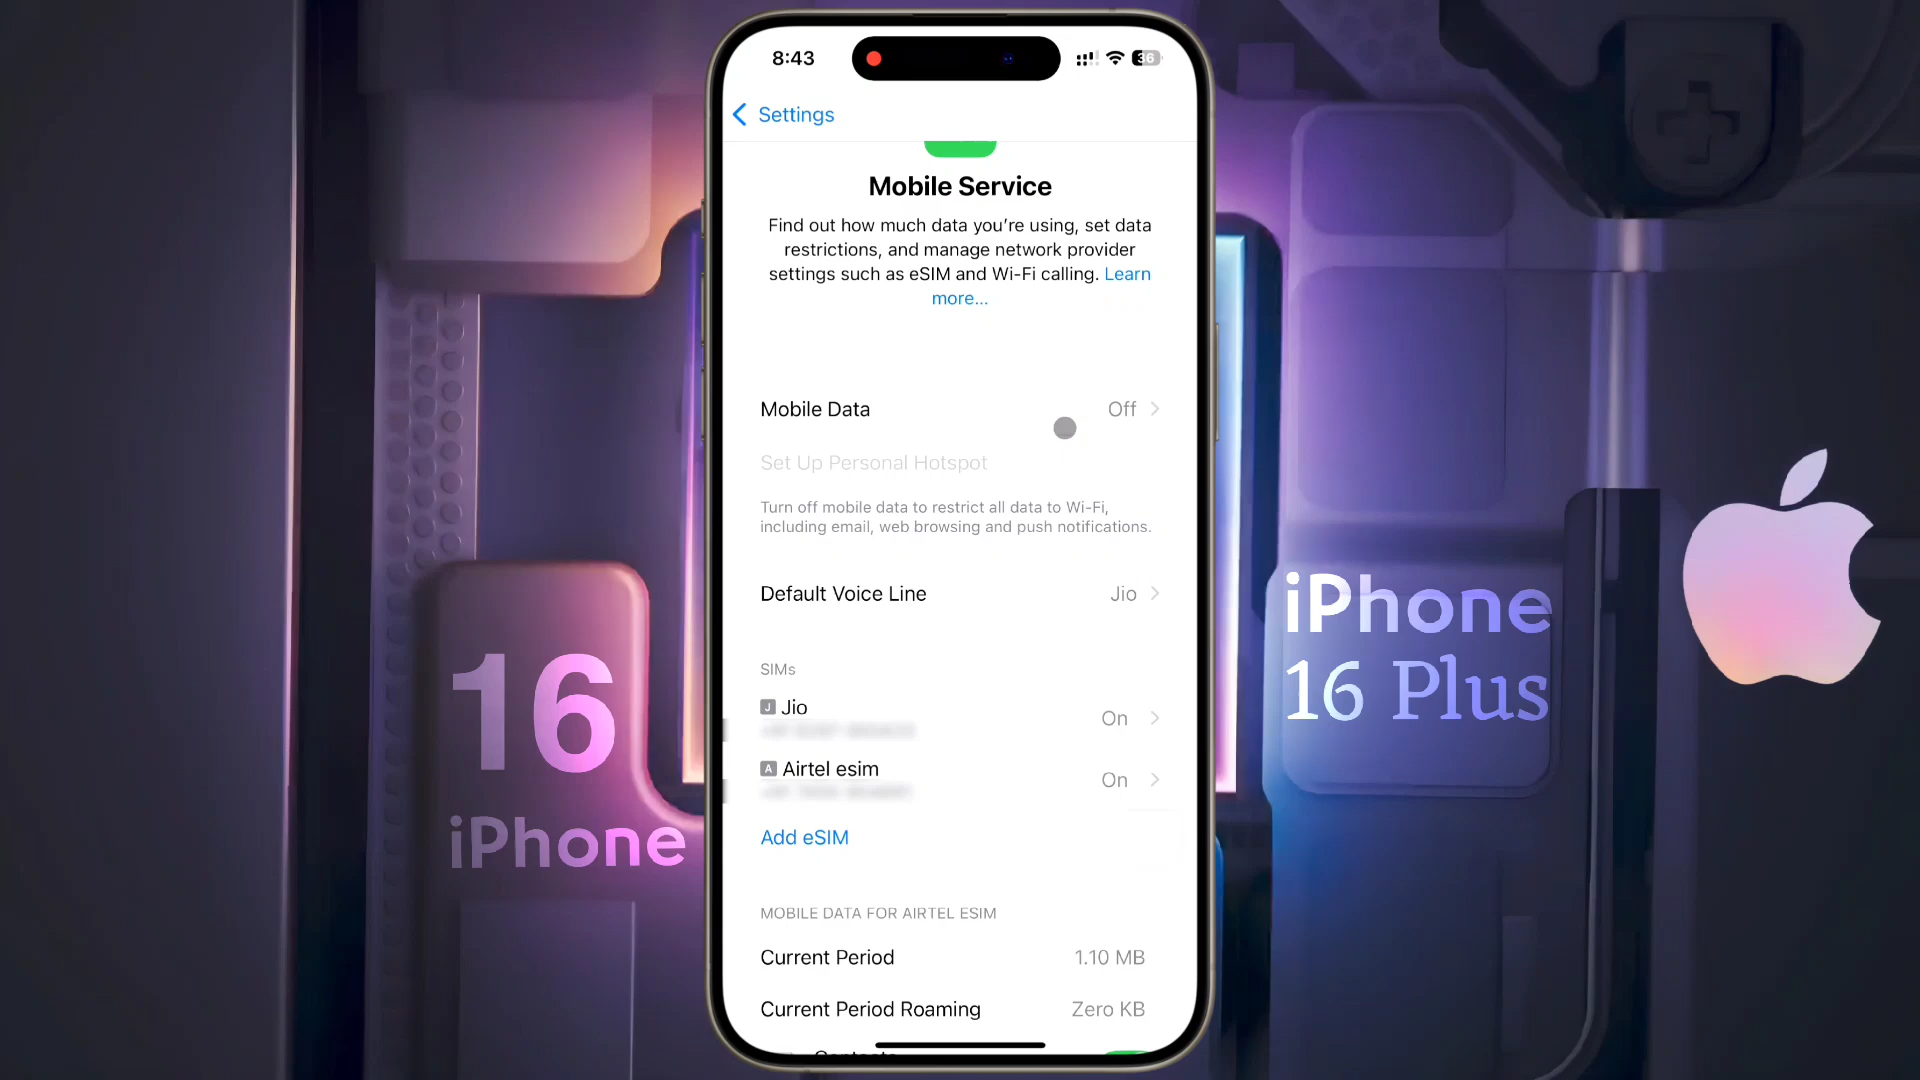 8:43
36
Settings
Mobile Service
Find out how much data you're using, set data
restrictions, and manage network provider
settings such as eSIM and Wi-Fi calling. Learn
more...
Mobile Data
Off
Set Up Personal Hotspot
Turn off mobile data to restrict all data to Wi-Fi,
including email, web browsing and push notifications.
Default Voice Line
Jio
SIMs
J Jio
On
A Airtel esim
On
Add eSIM
MOBILE DATA FOR AIRTEL ESIM
Current Period
1.10 MB
Current Period Roaming
Zero KB
16
iPhone
iPhone
16 Plus